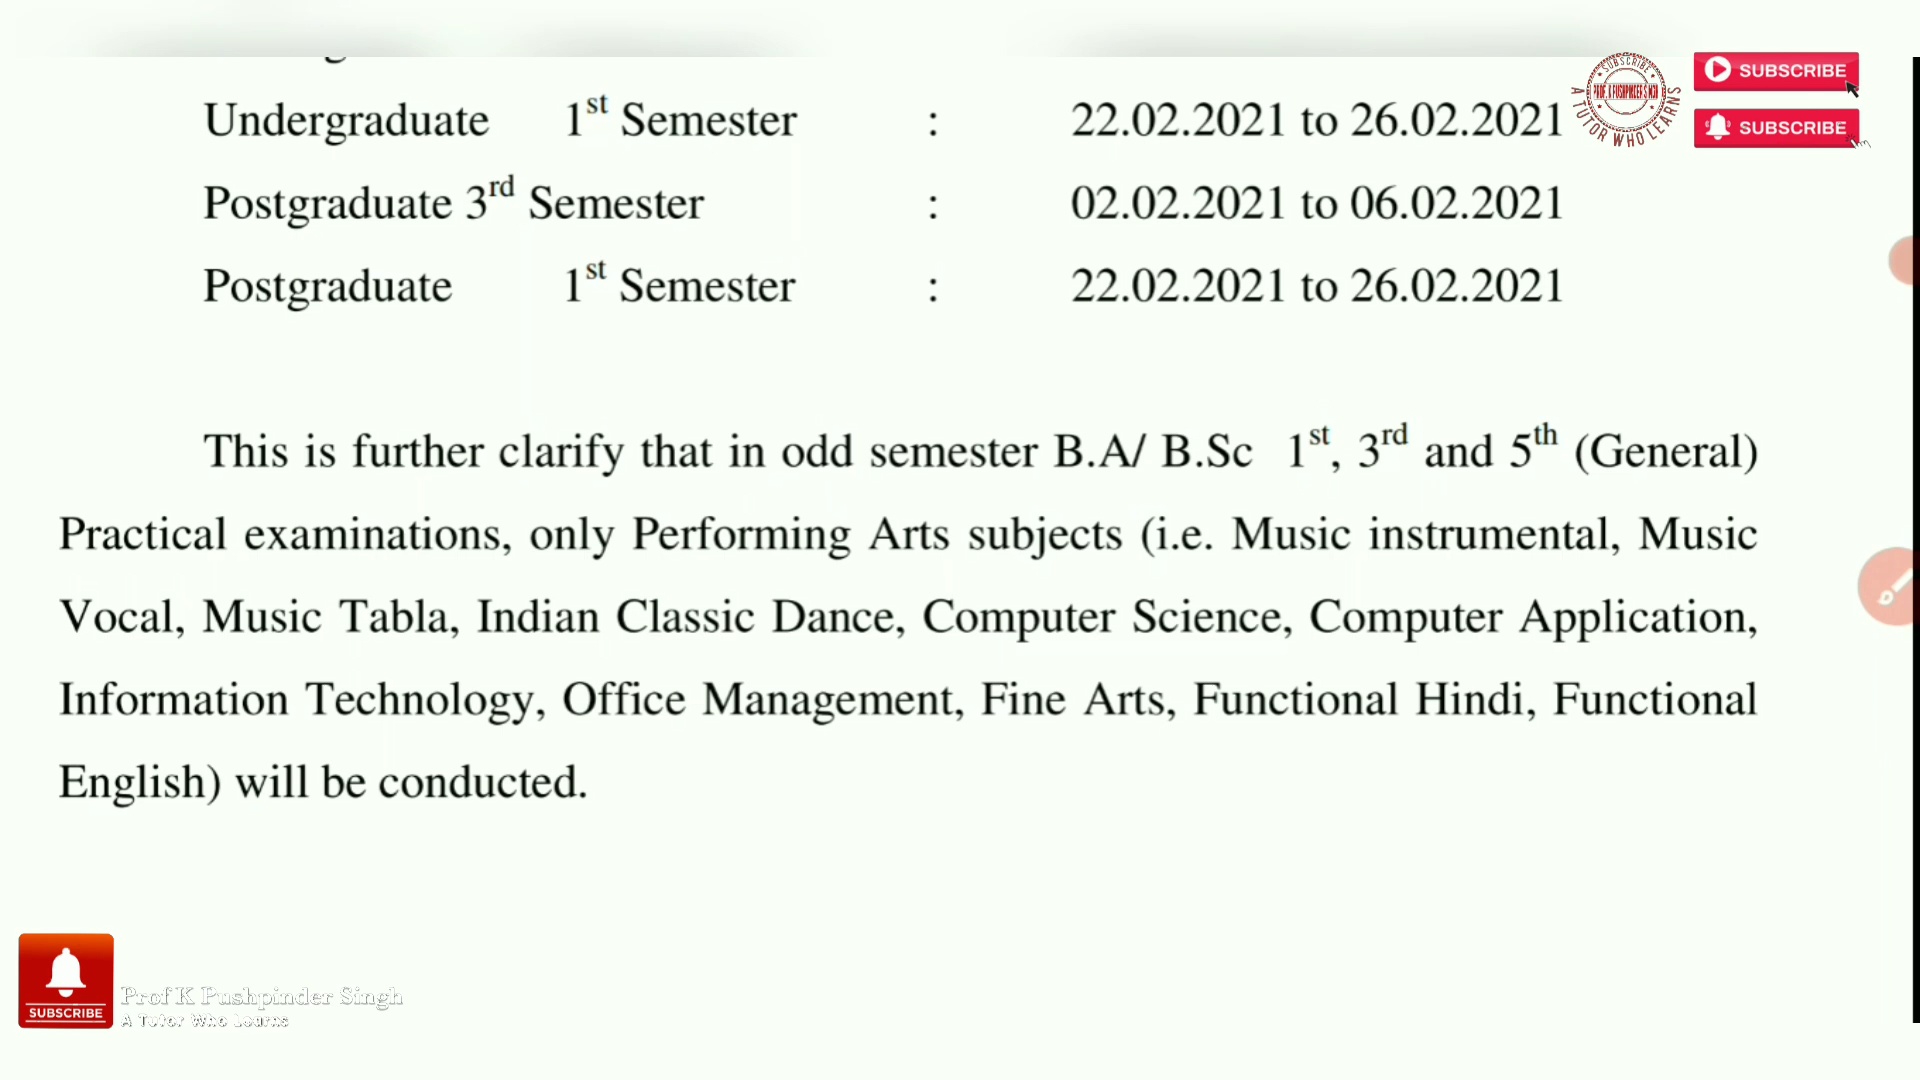 SUBSCRIBE
SUBSCRIBE
SUBSCRIBE
A TUTOR WHO LEARNS
Undergraduate 1st Semester : 22.02.2021 to 26.02.2021
Postgraduate 3rd Semester : 02.02.2021 to 06.02.2021
Postgraduate 1st Semester : 22.02.2021 to 26.02.2021
This is further clarify that in odd semester B.A/ B.Sc 1st, 3rd and 5th (General)
Practical examinations, only Performing Arts subjects (i.e. Music instrumental, Music
Vocal, Music Tabla, Indian Classic Dance, Computer Science, Computer Application,
Information Technology, Office Management, Fine Arts, Functional Hindi, Functional
English) will be conducted.
SUBSCRIBE
Prof K Pushpinder Singh
A Tutor Who Learns